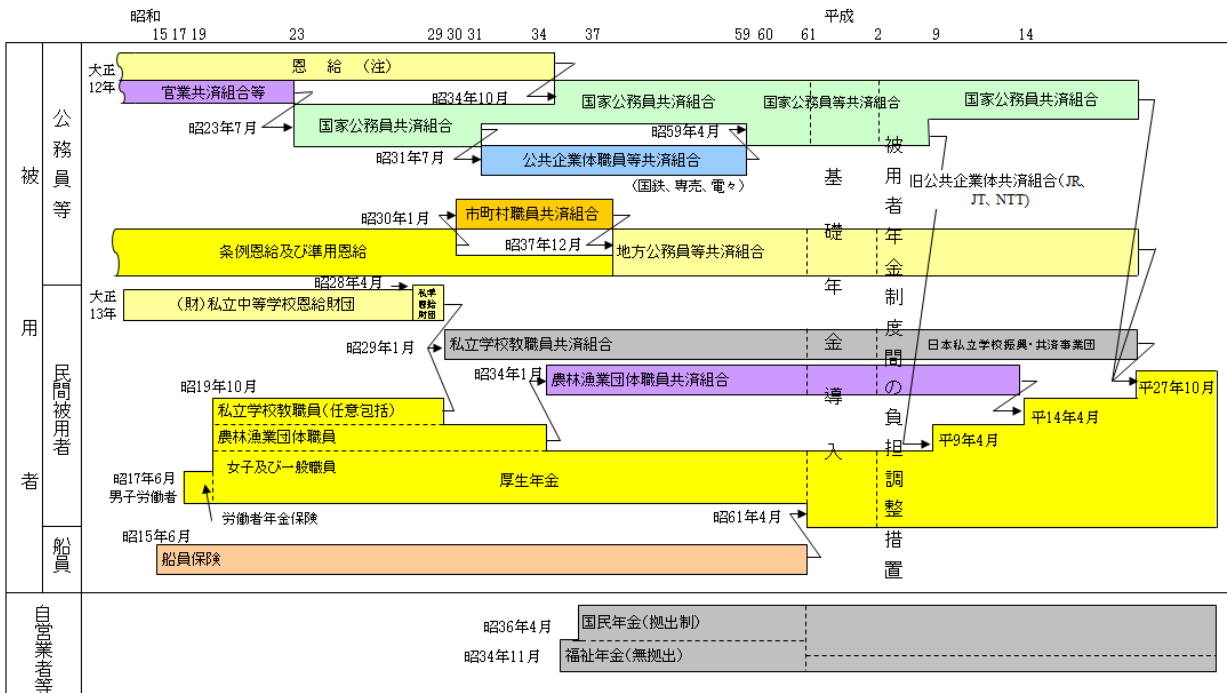 昭和
平成
15 17 19 23 29 30 31 34 37 59 60 61 2 9 14
被用者
公務員等
民間被用者
船員
自営業者等
大正12年
恩　給　(注)
官業共済組合等
昭34年10月
国家公務員共済組合
国家公務員等共済組合
国家公務員共済組合
昭23年7月
国家公務員共済組合
昭59年4月
昭31年7月
公共企業体職員等共済組合
(国鉄、専売、電々)
旧公共企業体共済組合(JR、
JT、NTT)
昭30年1月
市町村職員共済組合
昭37年12月
条例恩給及び準用恩給
地方公務員等共済組合
昭28年4月
大正13年
(財)私立中等学校恩給財団
私学恩給財団
昭29年1月
私立学校教職員共済組合
日本私立学校振興・共済事業団
昭34年1月
農林漁業団体職員共済組合
平27年10月
昭19年10月
私立学校教職員(任意包括)
平14年4月
農林漁業団体職員
平9年4月
女子及び一般職員
厚生年金
昭17年6月
男子労働者
労働者年金保険
昭61年4月
昭15年6月
船員保険
基礎年金導入
被用者年金制度間の負担調整措置
昭36年4月
国民年金(拠出制)
昭34年11月
福祉年金(無拠出)